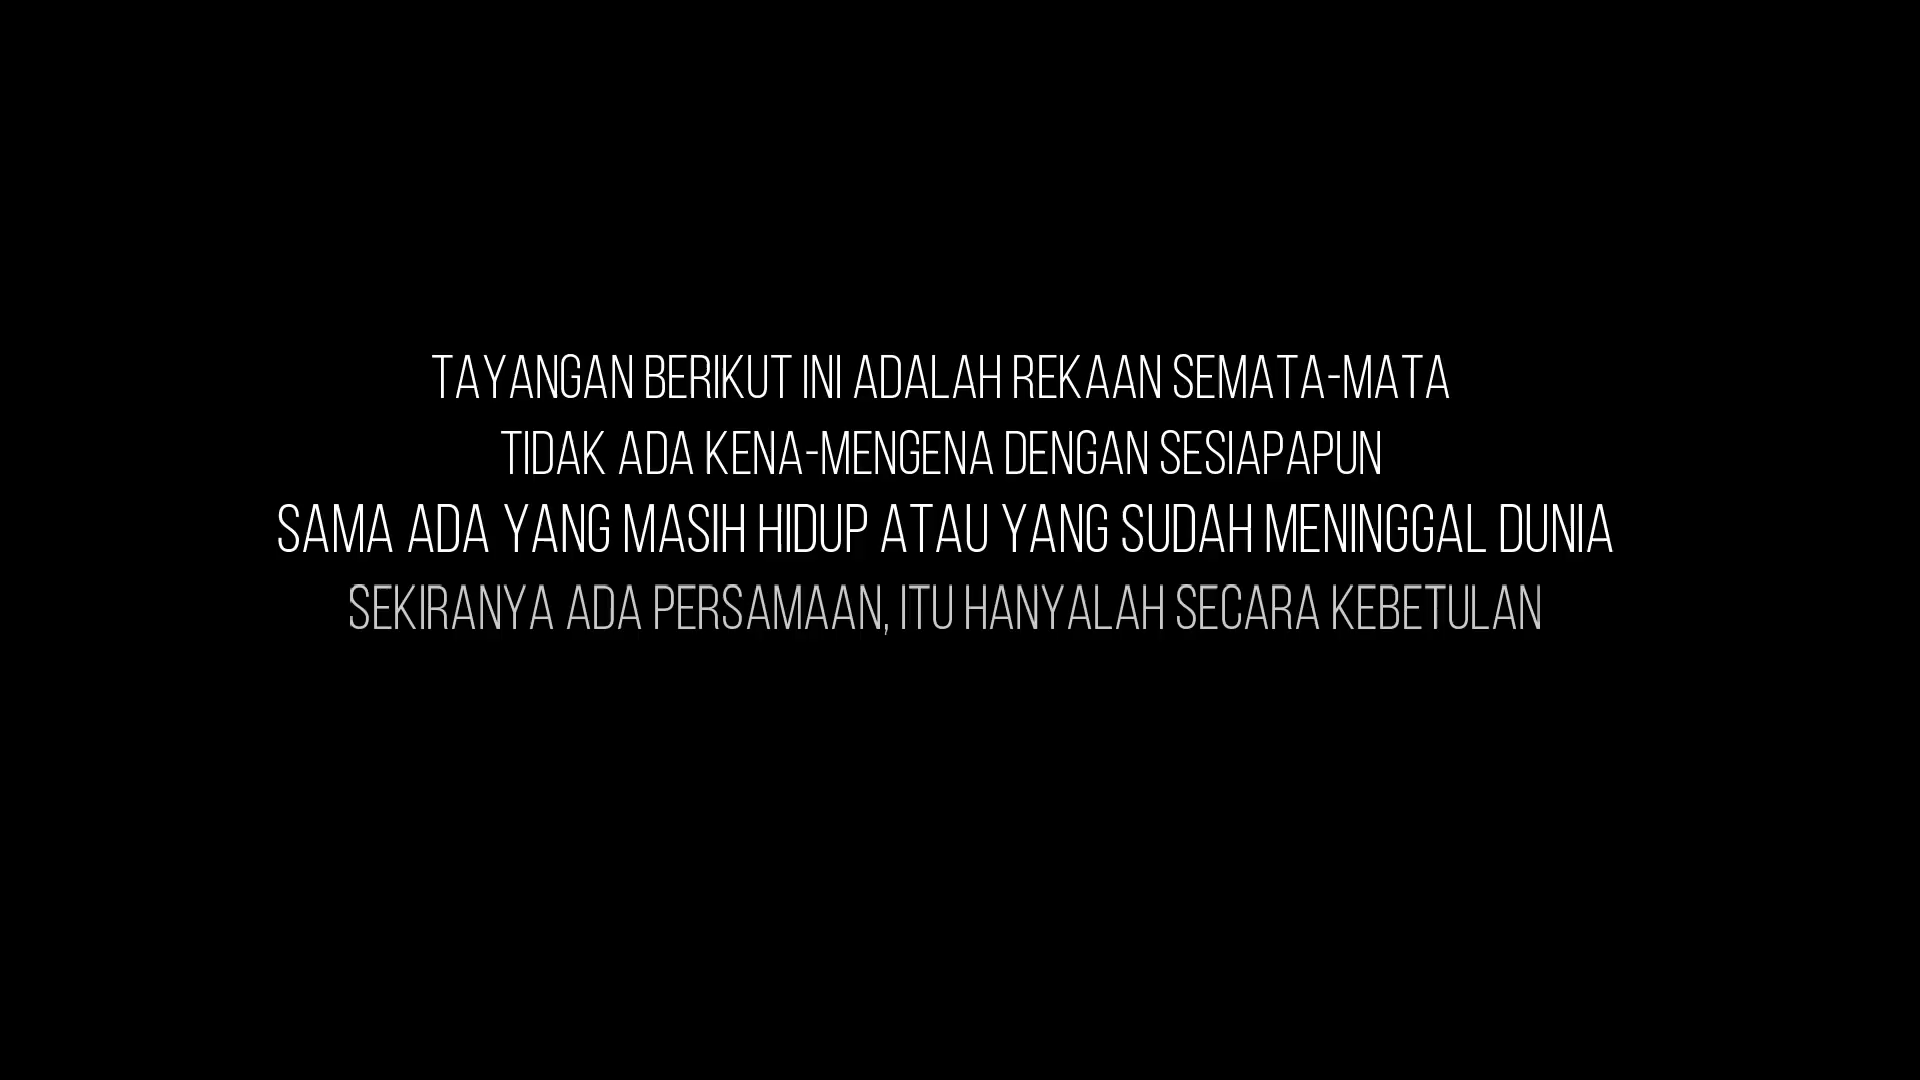 TAYANGAN BERIKUT INI ADALAH REKAAN SEMATA-MATA
TIDAK ADA KENA-MENGENA DENGAN SESIAPAPUN
SAMA ADA YANG MASIH HIDUP ATAU YANG SUDAH MENINGGAL DUNIA
SEKIRANYA ADA PERSAMAAN, ITU HANYALAH SECARA KEBETULAN